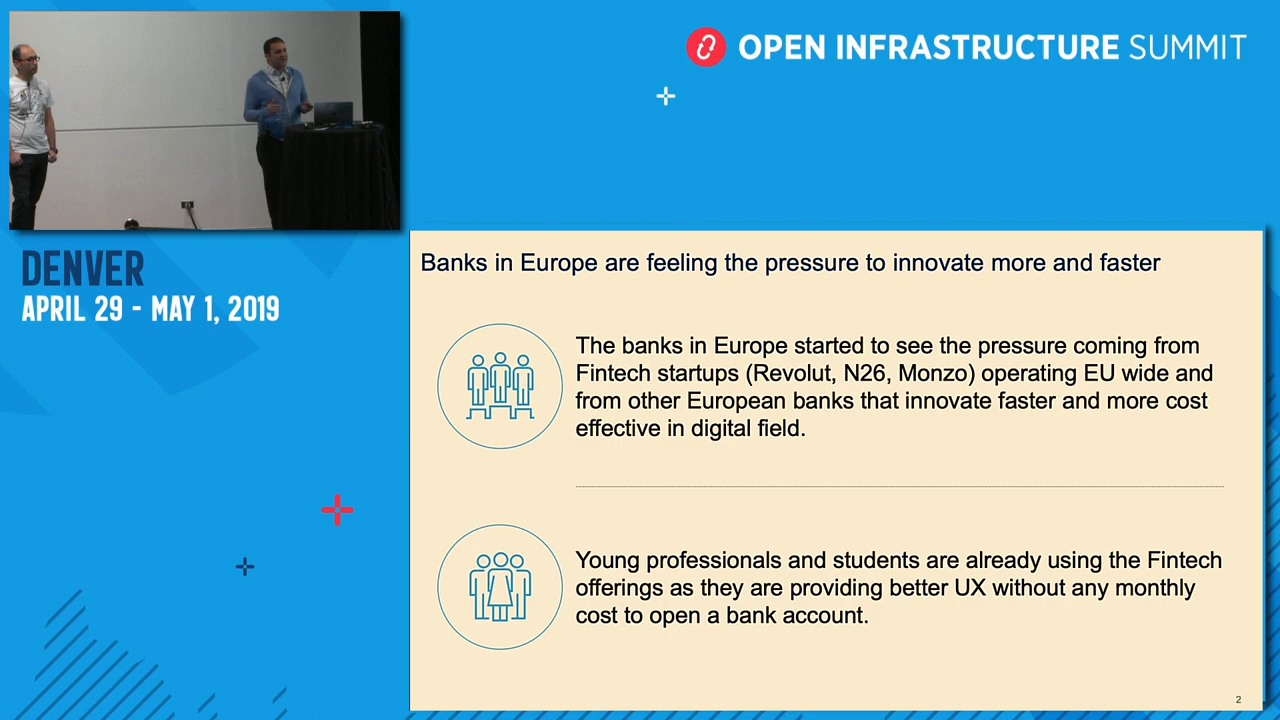 OPEN INFRASTRUCTURE SUMMIT
DENVER
APRIL 29 - MAY 1, 2019
Banks in Europe are feeling the pressure to innovate more and faster
The banks in Europe started to see the pressure coming from
Fintech startups (Revolut, N26, Monzo) operating EU wide and
from other European banks that innovate faster and more cost
effective in digital field.
Young professionals and students are already using the Fintech
offerings as they are providing better UX without any monthly
cost to open a bank account.
2